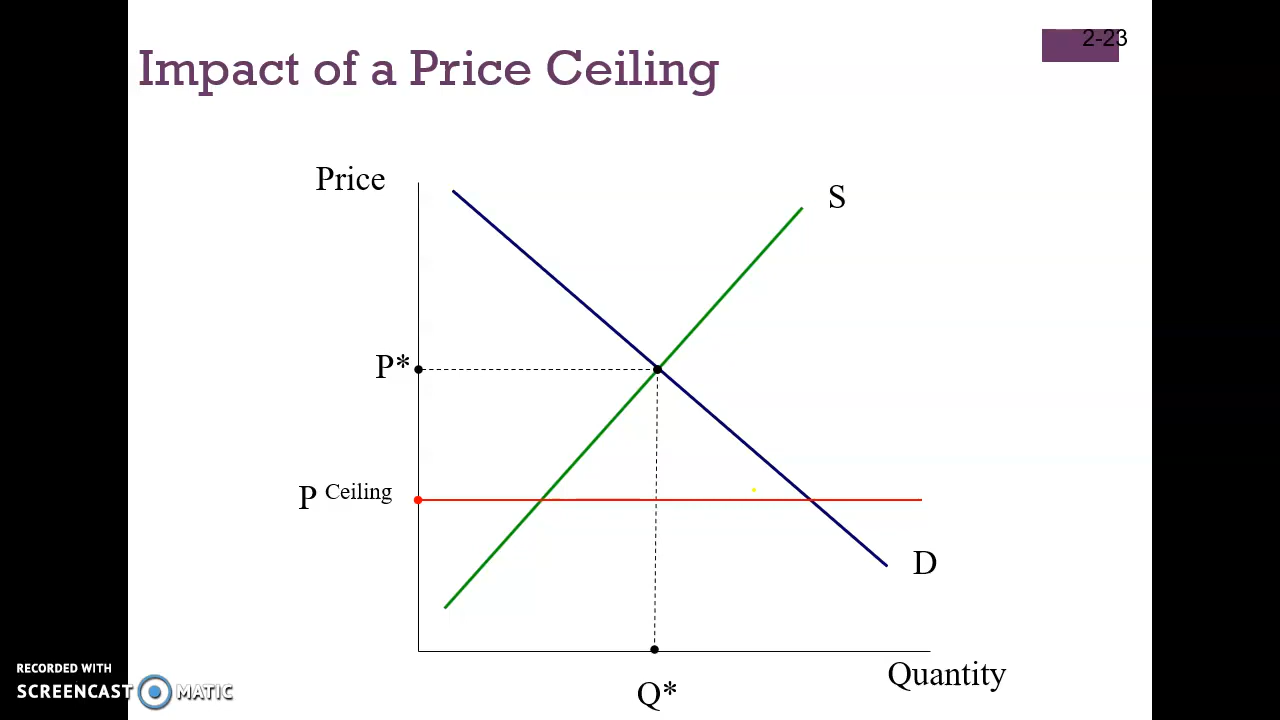 2-23
Impact of a Price Ceiling
Price
S
P*
P Ceiling
D
Quantity
Q*
RECORDED WITH
SCREENCAST MATIC